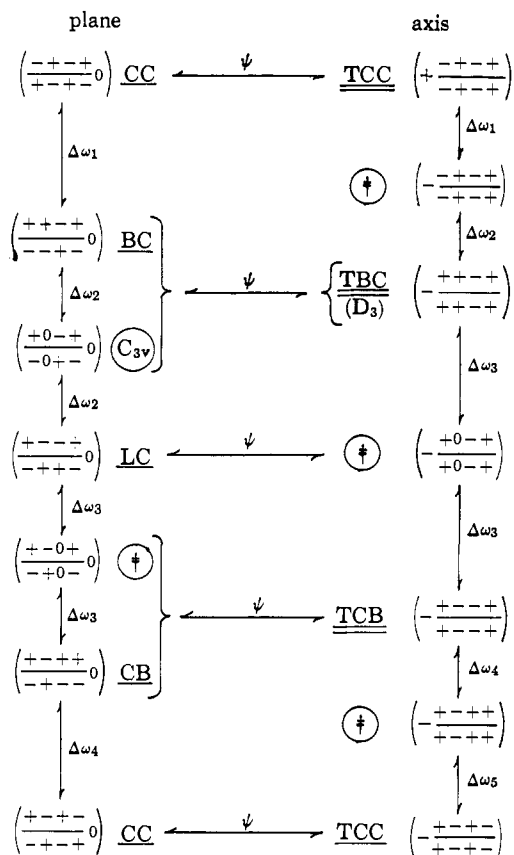 plane axis
(-+-+/+-+-0) CC ψ TCC (+-+-+/-+-+)
Δω₁ Δω₁
‡ (--+-+/-+-+)
(++-+/--+-0) BC Δω₂
Δω₂ ψ TBC (-++-+/++-+)
(D₃)
(+0-+/-0+-0) C₃ᵥ
Δω₂ Δω₃
(+--+/-++-0) LC ψ ‡ (-+0-+/+0-+)
Δω₃
(+-0+/-+0-0) ‡ Δω₃
Δω₃ ψ TCB (-+--+/+--+)
(+-++/-+--0) CB Δω₄
‡ (-+-++/+-++)
Δω₄ Δω₅
(+-+-/-+-+0) CC ψ TCC (-+-+-/+-+-)